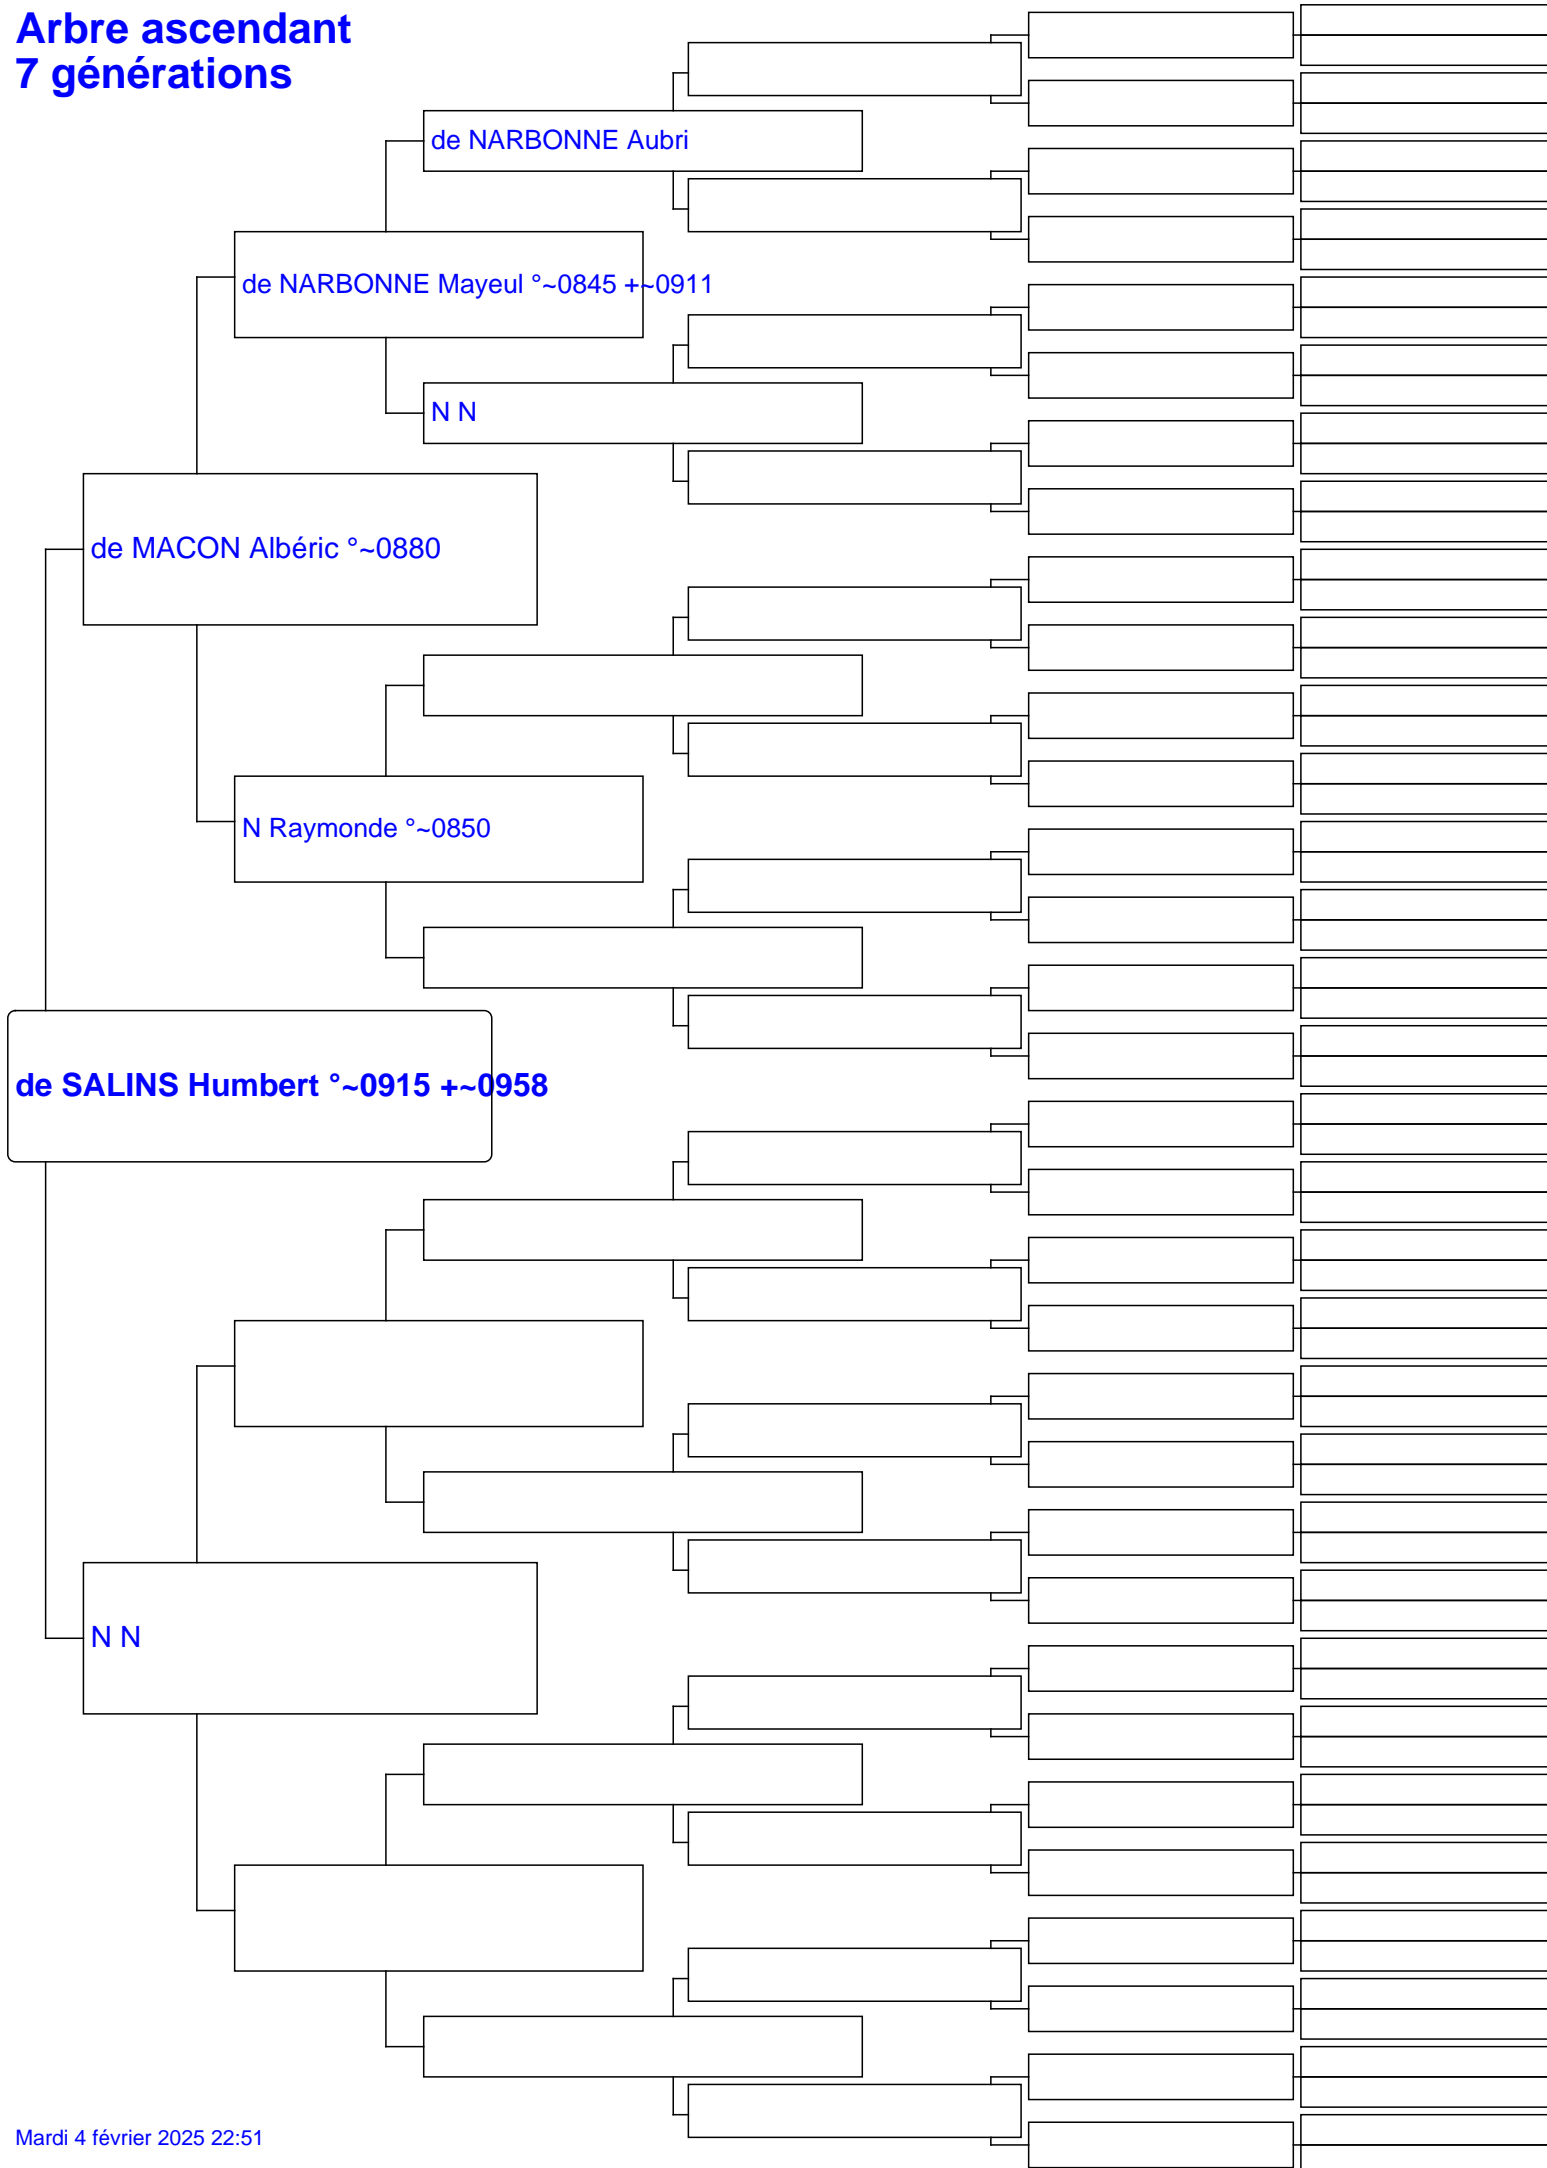 Arbre ascendant
7 générations
de NARBONNE Aubri
de NARBONNE Mayeul °~0845 +~0911
N N
de MACON Albéric °~0880
N Raymonde °~0850
de SALINS Humbert °~0915 +~0958
N N
Mardi 4 février 2025 22:51